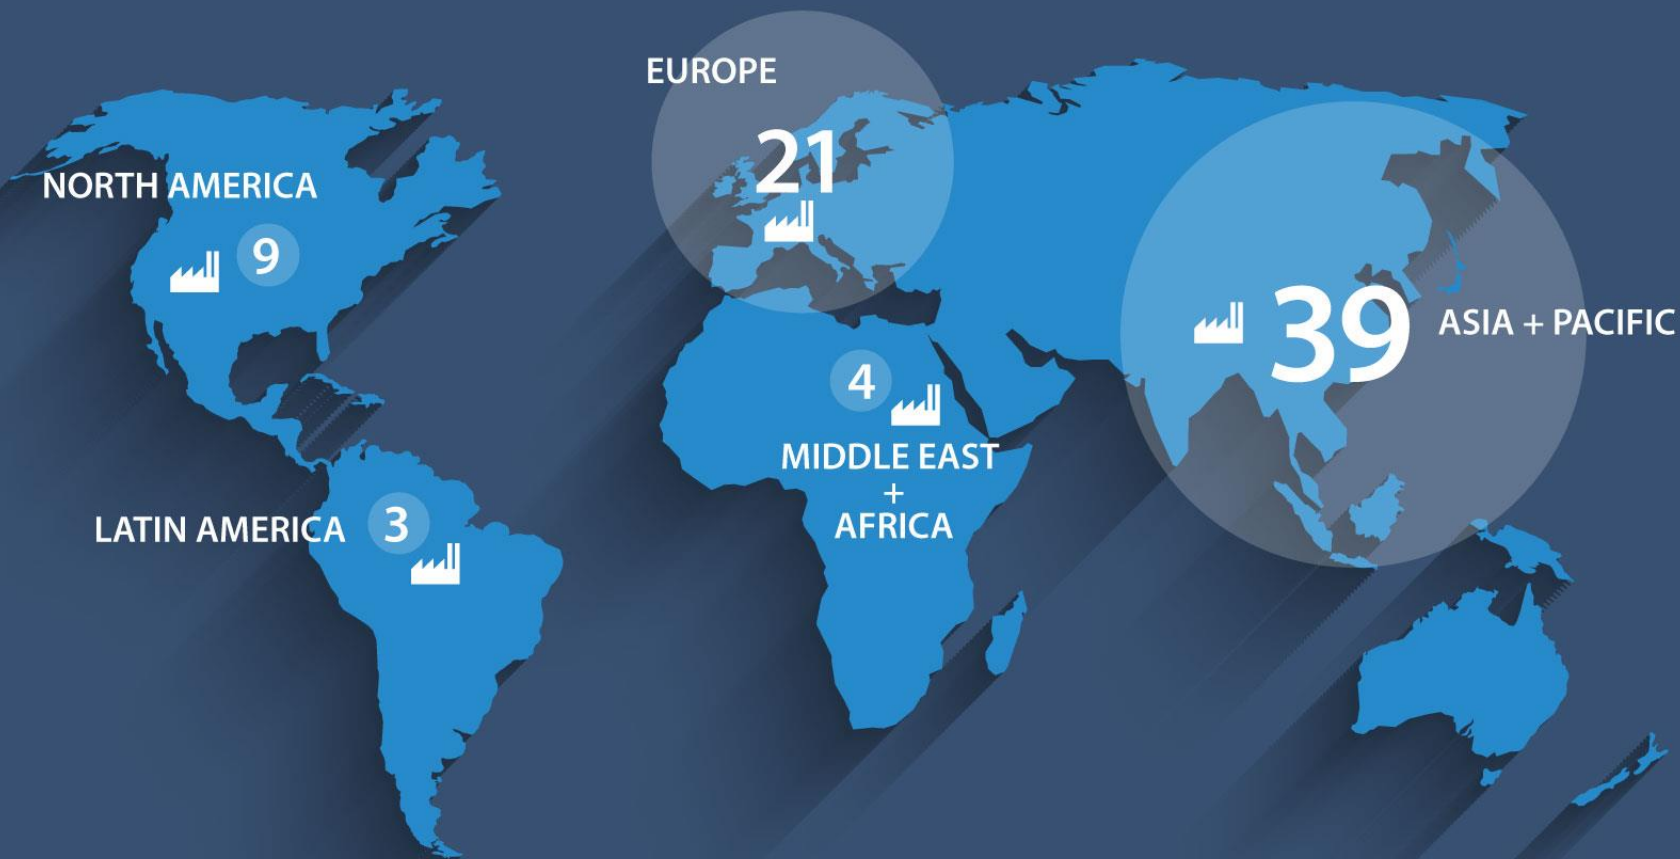 EUROPE
21
NORTH AMERICA
9
39
ASIA + PACIFIC
4
MIDDLE EAST
+
AFRICA
LATIN AMERICA
3